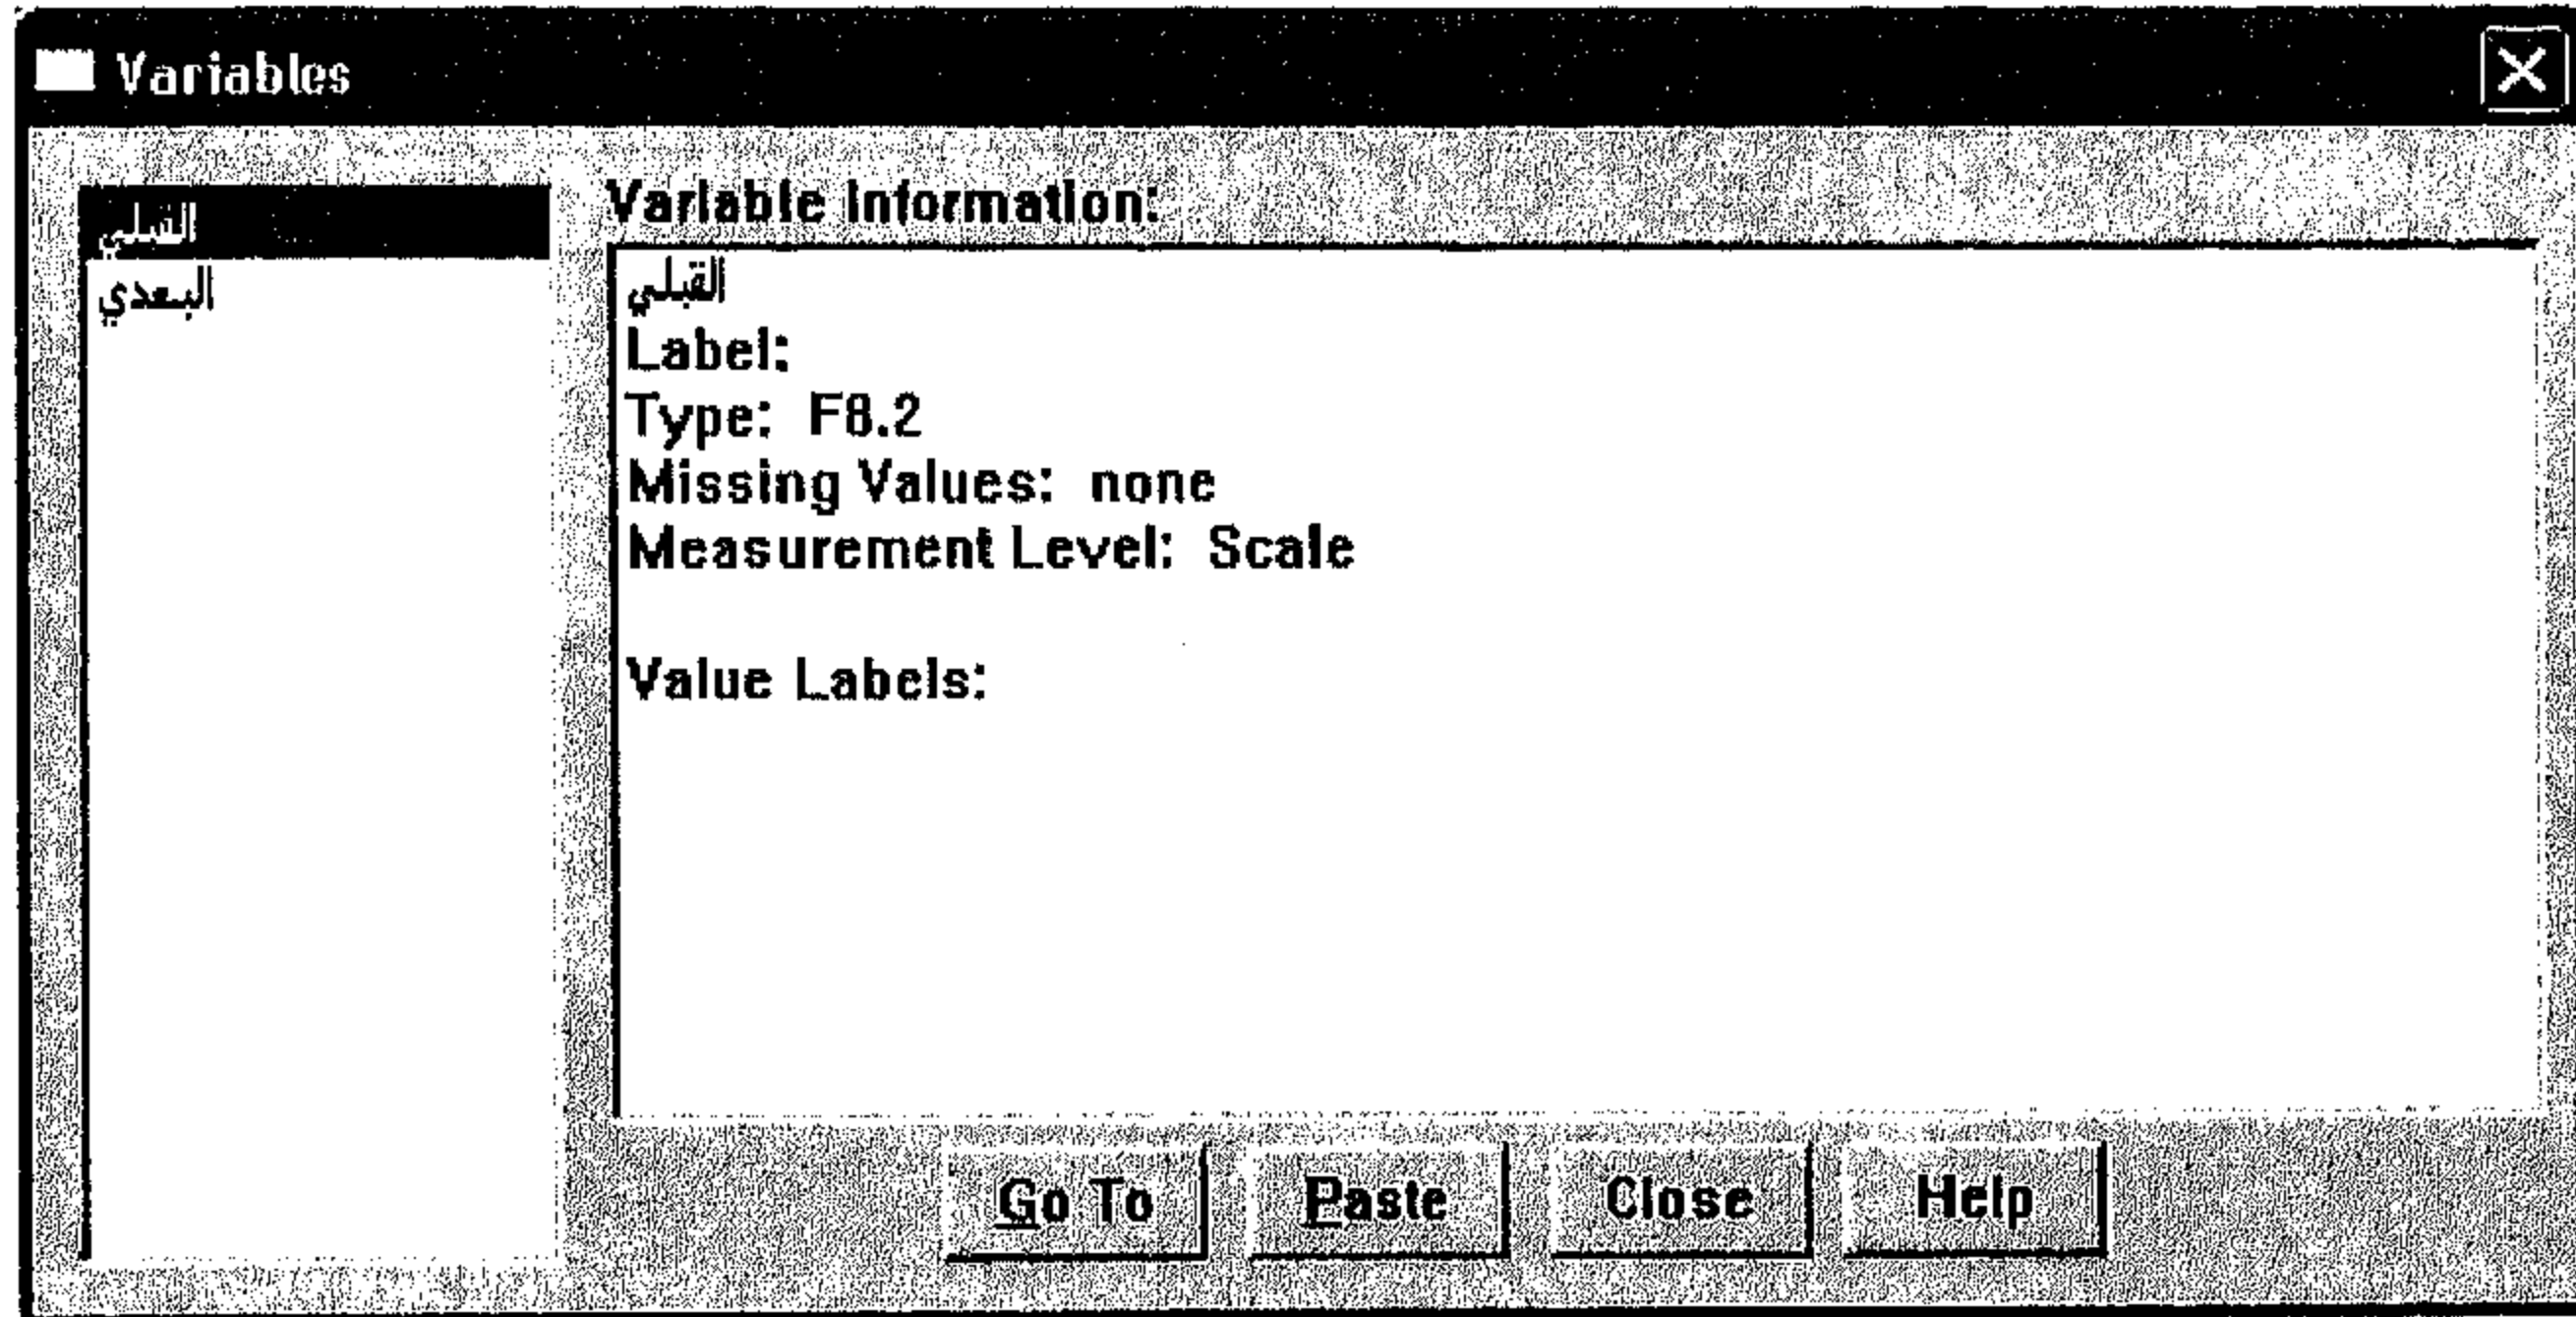 Variables
القبلي
البعدي
Variable Information:
القبلي
Label:
Type: F8.2
Missing Values: none
Measurement Level: Scale
Value Labels:
Go To
Paste
Close
Help